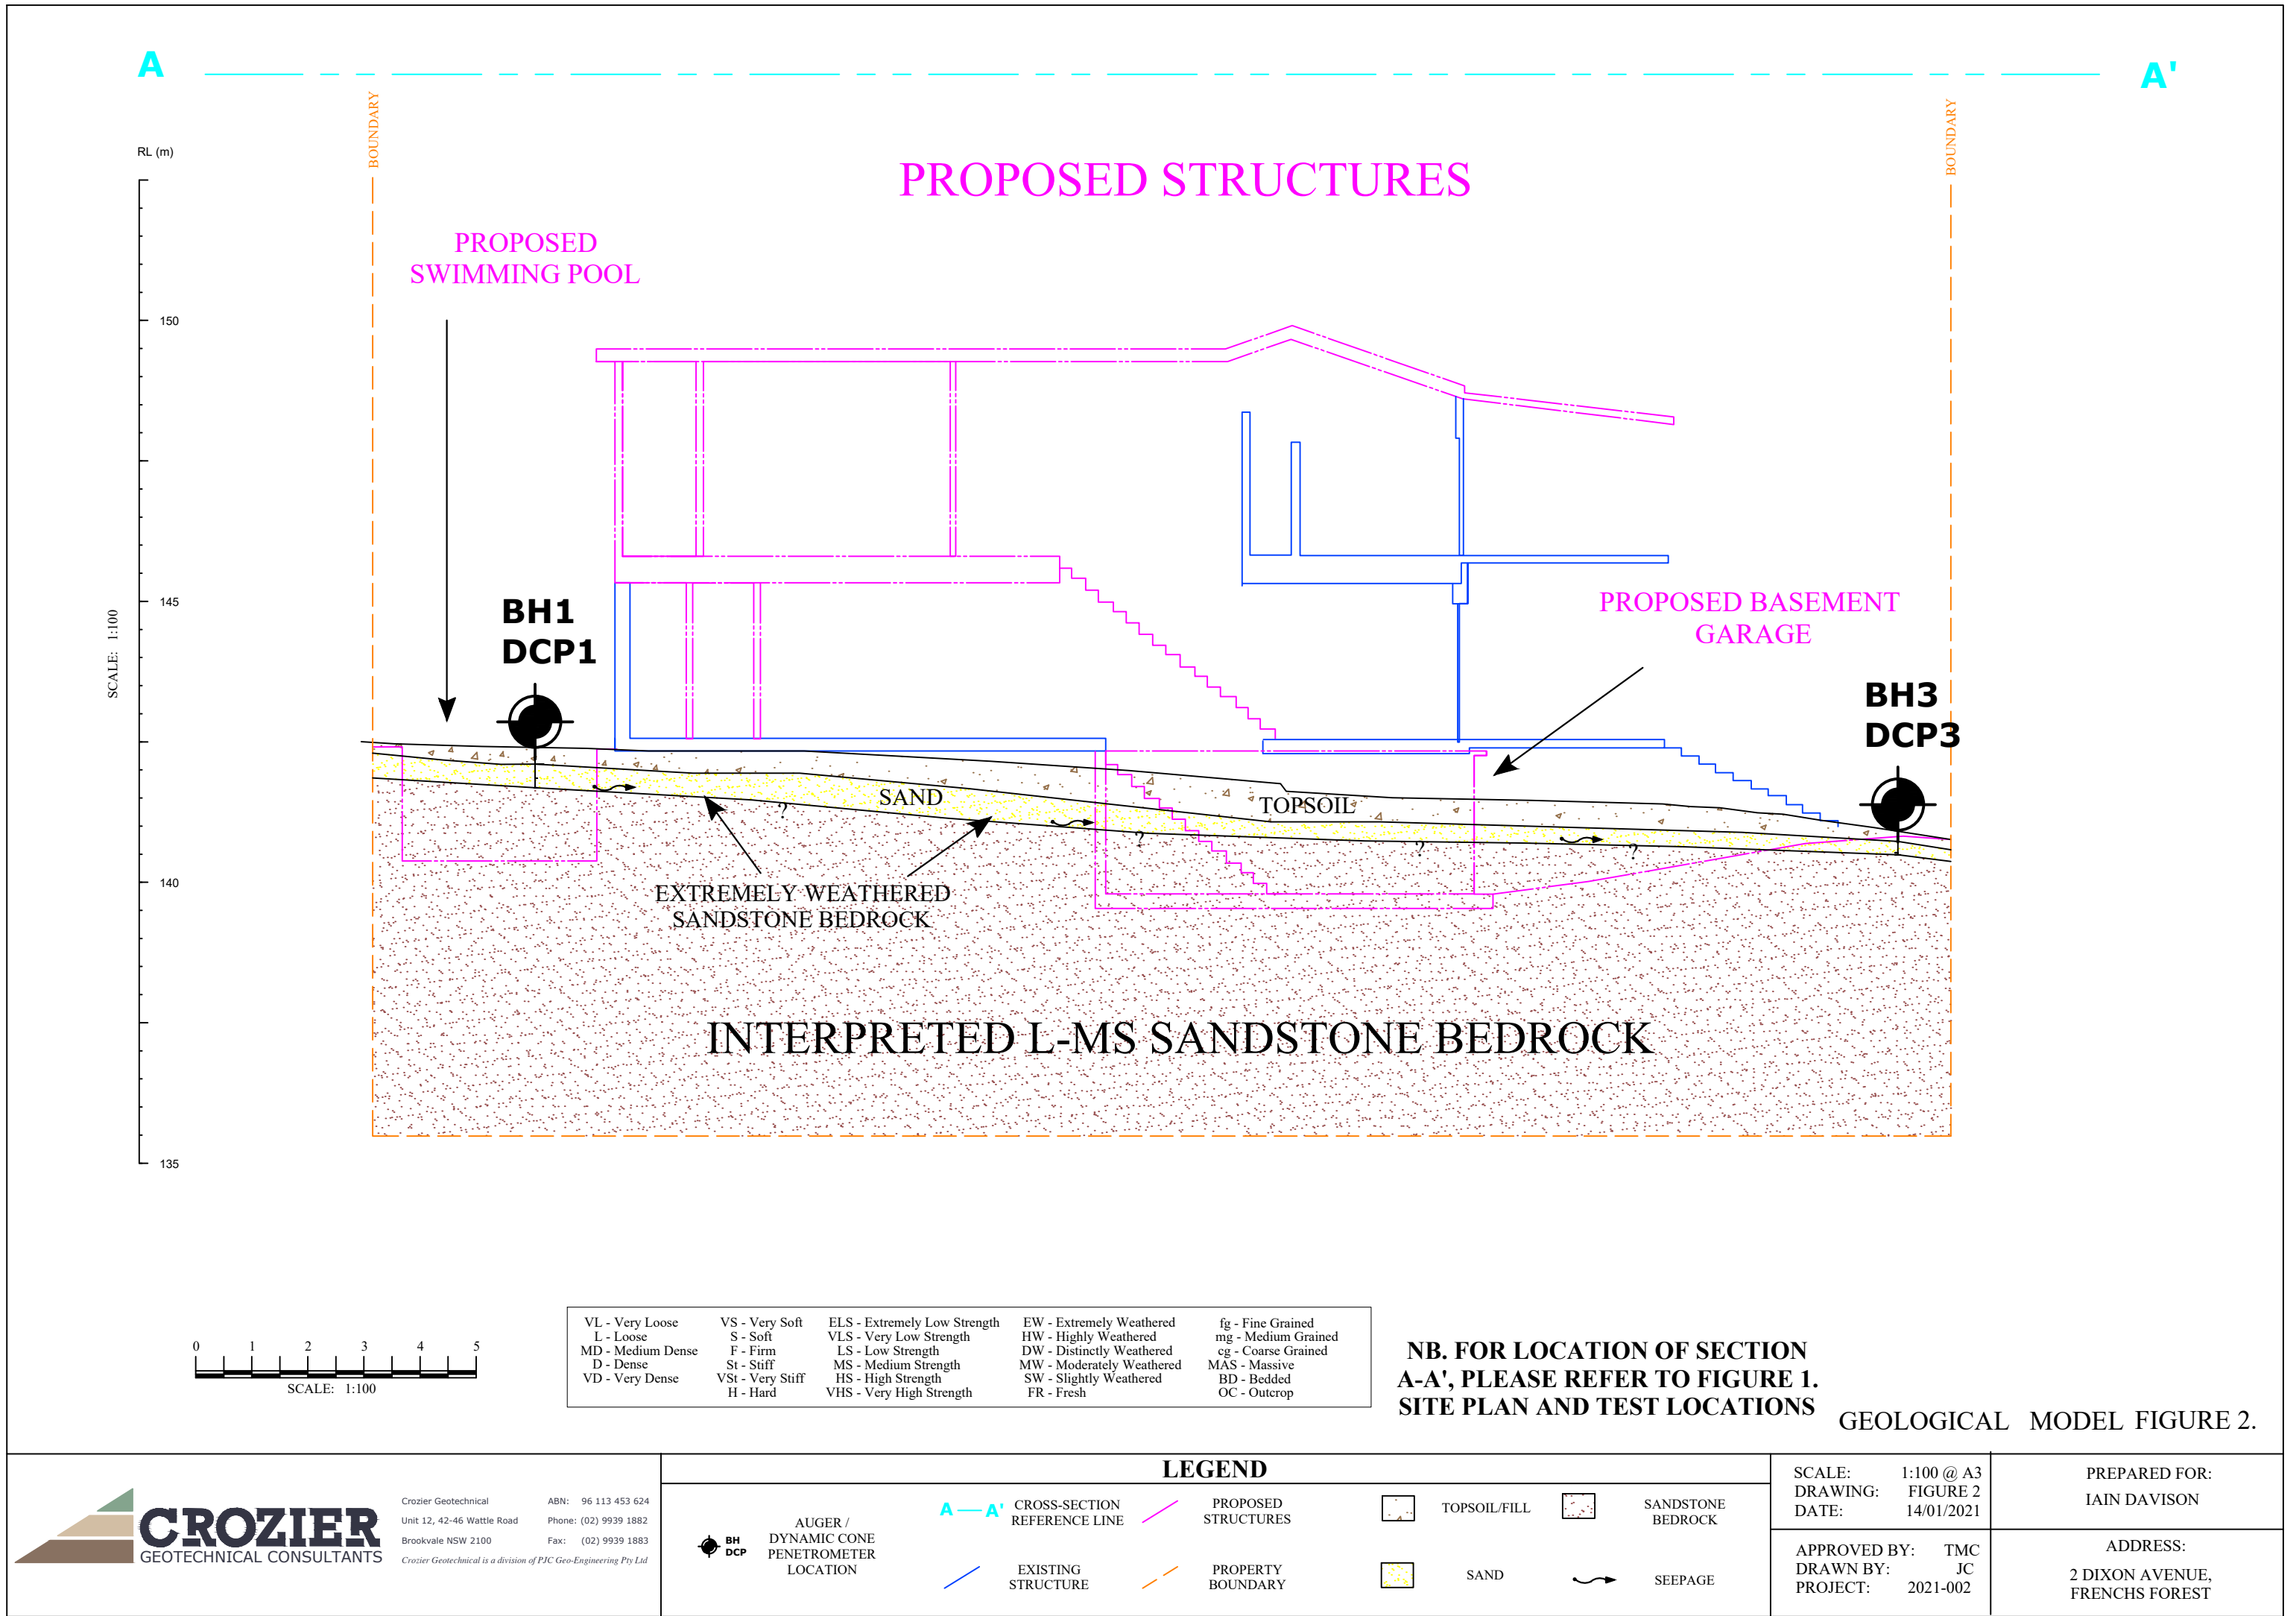 A
A'
BOUNDARY
BOUNDARY
RL (m)
PROPOSED STRUCTURES
PROPOSED
SWIMMING POOL
150
145
140
135
SCALE: 1:100
BH1
DCP1
PROPOSED BASEMENT
GARAGE
BH3
DCP3
SAND
TOPSOIL
?
?
?
?
EXTREMELY WEATHERED
SANDSTONE BEDROCK
INTERPRETED L-MS SANDSTONE BEDROCK
0 1 2 3 4 5
SCALE: 1:100
VL - Very Loose
L - Loose
MD - Medium Dense
D - Dense
VD - Very Dense
VS - Very Soft
S - Soft
F - Firm
St - Stiff
VSt - Very Stiff
H - Hard
ELS - Extremely Low Strength
VLS - Very Low Strength
LS - Low Strength
MS - Medium Strength
HS - High Strength
VHS - Very High Strength
EW - Extremely Weathered
HW - Highly Weathered
DW - Distinctly Weathered
MW - Moderately Weathered
SW - Slightly Weathered
FR - Fresh
fg - Fine Grained
mg - Medium Grained
cg - Coarse Grained
MAS - Massive
BD - Bedded
OC - Outcrop
NB. FOR LOCATION OF SECTION
A-A', PLEASE REFER TO FIGURE 1.
SITE PLAN AND TEST LOCATIONS
GEOLOGICAL MODEL FIGURE 2.
CROZIER
GEOTECHNICAL CONSULTANTS
Crozier Geotechnical ABN: 96 113 453 624
Unit 12, 42-46 Wattle Road Phone: (02) 9939 1882
Brookvale NSW 2100 Fax: (02) 9939 1883
Crozier Geotechnical is a division of PJC Geo-Engineering Pty Ltd
LEGEND
BH
DCP
AUGER /
DYNAMIC CONE
PENETROMETER
LOCATION
A A'
CROSS-SECTION
REFERENCE LINE
EXISTING
STRUCTURE
PROPOSED
STRUCTURES
PROPERTY
BOUNDARY
TOPSOIL/FILL
SAND
SANDSTONE
BEDROCK
SEEPAGE
SCALE: 1:100 @ A3
DRAWING: FIGURE 2
DATE: 14/01/2021
APPROVED BY: TMC
DRAWN BY: JC
PROJECT: 2021-002
PREPARED FOR:
IAIN DAVISON
ADDRESS:
2 DIXON AVENUE,
FRENCHS FOREST